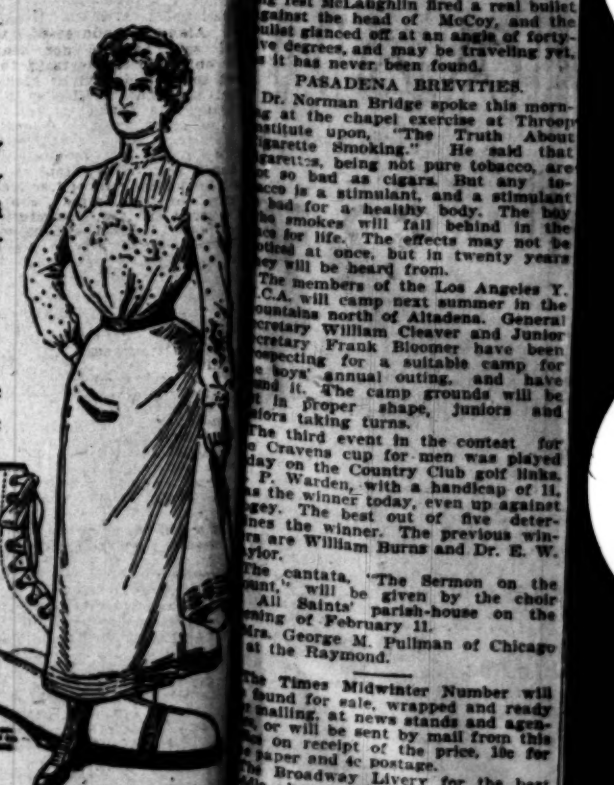 Test McLaughlin fired a real bullet
against the head of McCoy, and the
bullet glanced off at an angle of forty-
five degrees, and may be traveling yet,
as it has never been found.
PASADENA BREVITIES.
Dr. Norman Bridge spoke this morn-
ing at the chapel exercise at Throop
Institute upon, "The Truth About
Cigarette Smoking." He said that
cigarettes, being not pure tobacco, are
not so bad as cigars. But any to-
bacco is a stimulant, and a stimulant
bad for a healthy body. The boy
who smokes will fall behind in the
race for life. The effects may not be
noticed at once, but in twenty years
they will be heard from.
The members of the Los Angeles Y.
M.C.A. will camp next summer in the
mountains north of Altadena. General
Secretary William Cleaver and Junior
Secretary Frank Bloomer have been
prospecting for a suitable camp for
the boys' annual outing, and have
found it. The camp grounds will be
put in proper shape, juniors and
seniors taking turns.
The third event in the contest for
the Cravens cup for men was played
today on the Country Club golf links.
P. Warden, with a handicap of 11,
was the winner today, even up against
bogey. The best out of five deter-
mines the winner. The previous win-
ners are William Burns and Dr. E. W.
The cantata, "The Sermon on the
Mount," will be given by the choir
All Saints' parish-house on the
evening of February 11.
Mrs. George M. Pullman of Chicago
at the Raymond.
The Times Midwinter Number will
be found for sale, wrapped and ready
for mailing, at news stands and agen-
cies, or will be sent by mail from this
on receipt of the price, 10c for
the paper and 4c postage.
The Broadway Livery for the best